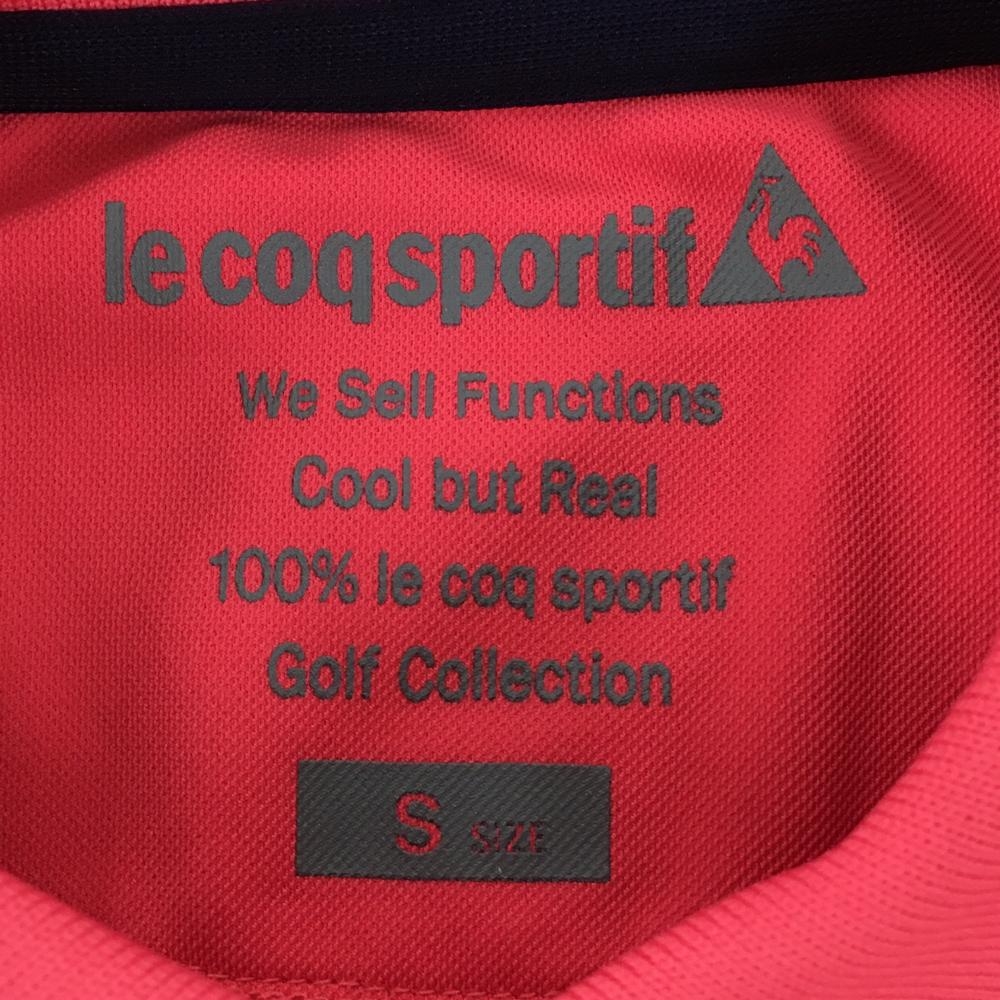 le coq sportif
We Sell Functions
Cool but Real
100% le coq sportif
Golf Collection
S SIZE